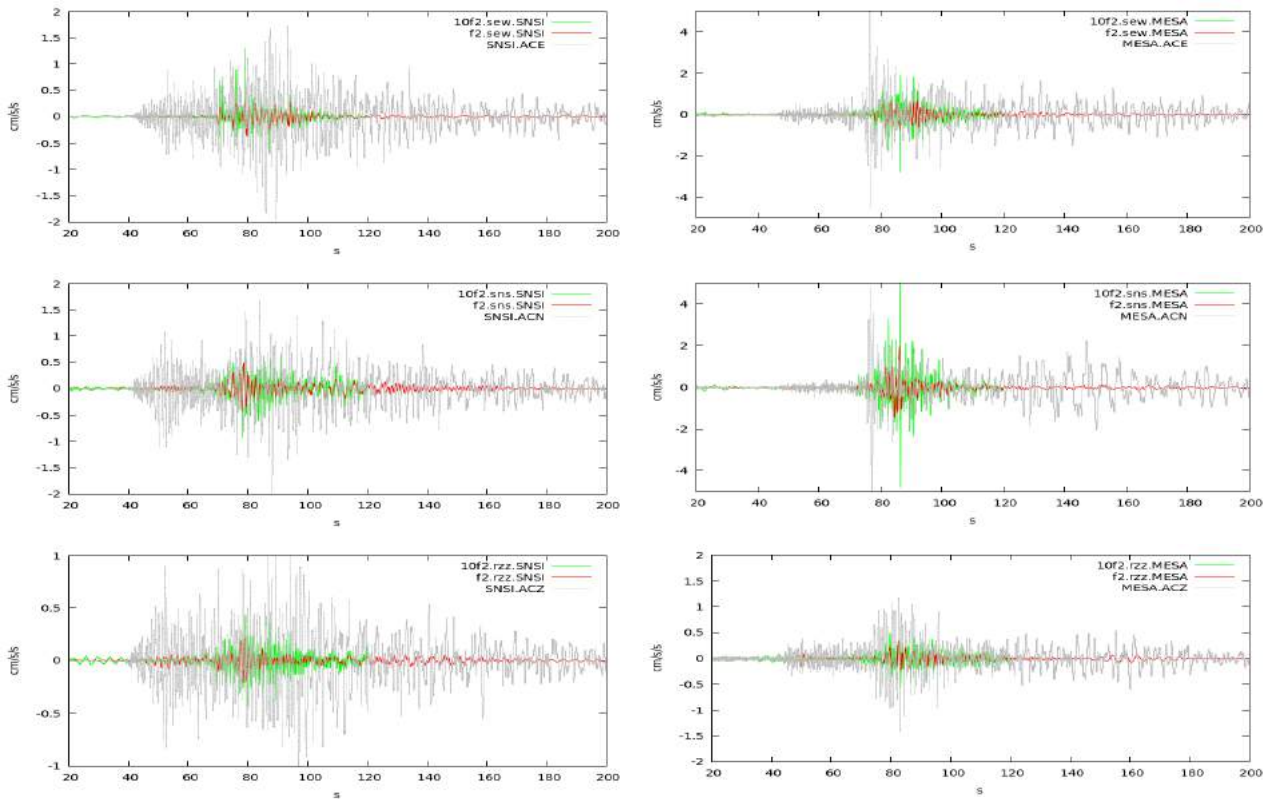 2
1.5
1
0.5
0
-0.5
-1
-1.5
-2
cm/s/s
10f2.sew.SNSI
f2.sew.SNSI
SNSI.ACE
20 40 60 80 100 120 140 160 180 200
s
4
2
0
-2
-4
cm/s/s
10f2.sew.MESA
f2.sew.MESA
MESA.ACE
20 40 60 80 100 120 140 160 180 200
s
2
1.5
1
0.5
0
-0.5
-1
-1.5
-2
cm/s/s
10f2.sns.SNSI
f2.sns.SNSI
SNSI.ACN
20 40 60 80 100 120 140 160 180 200
s
4
2
0
-2
-4
cm/s/s
10f2.sns.MESA
f2.sns.MESA
MESA.ACN
20 40 60 80 100 120 140 160 180 200
s
1
0.5
0
-0.5
-1
cm/s/s
10f2.rzz.SNSI
f2.rzz.SNSI
SNSI.ACZ
20 40 60 80 100 120 140 160 180 200
s
2
1.5
1
0.5
0
-0.5
-1
-1.5
-2
cm/s/s
10f2.rzz.MESA
f2.rzz.MESA
MESA.ACZ
20 40 60 80 100 120 140 160 180 200
s